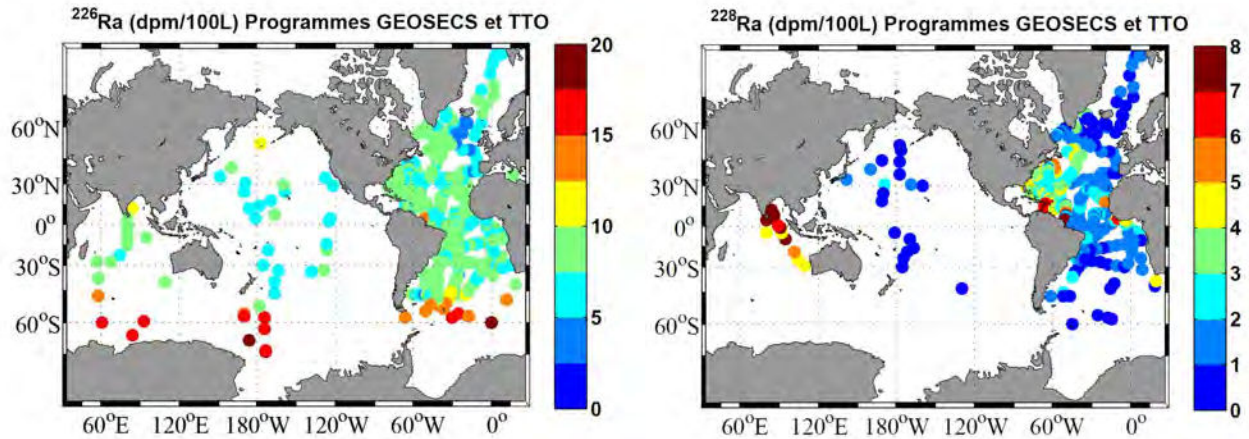 ²²⁶Ra (dpm/100L) Programmes GEOSECS et TTO
20
15
10
5
0
60°N
30°N
0°
30°S
60°S
60°E 120°E 180°W 120°W 60°W 0°
²²⁸Ra (dpm/100L) Programmes GEOSECS et TTO
8
7
6
5
4
3
2
1
0
60°N
30°N
0°
30°S
60°S
60°E 120°E 180°W 120°W 60°W 0°